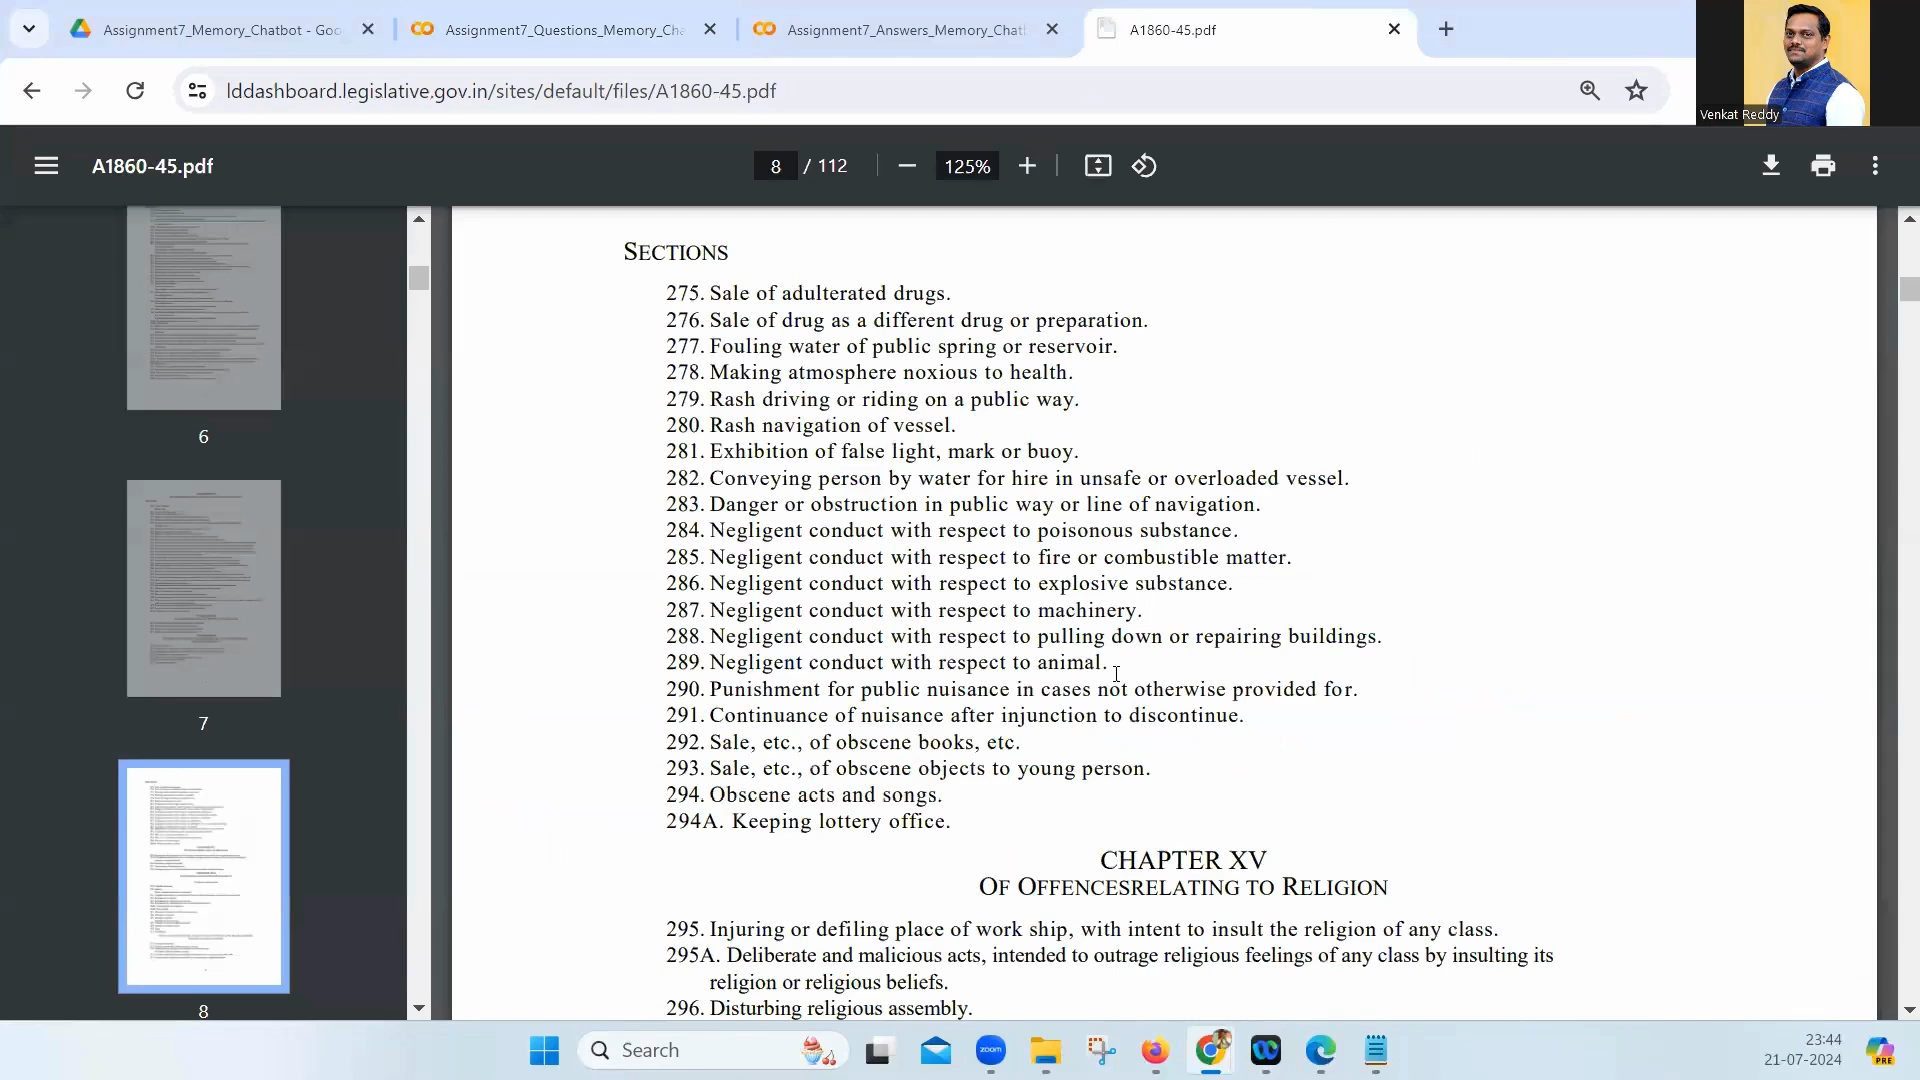 Assignment7_Memory_Chatbot - Goo
Assignment7_Questions_Memory_Cha
Assignment7_Answers_Memory_Chat
A1860-45.pdf
lddashboard.legislative.gov.in/sites/default/files/A1860-45.pdf
Venkat Reddy
A1860-45.pdf
8 / 112
125%
6
7
8
SECTIONS
275. Sale of adulterated drugs.
276. Sale of drug as a different drug or preparation.
277. Fouling water of public spring or reservoir.
278. Making atmosphere noxious to health.
279. Rash driving or riding on a public way.
280. Rash navigation of vessel.
281. Exhibition of false light, mark or buoy.
282. Conveying person by water for hire in unsafe or overloaded vessel.
283. Danger or obstruction in public way or line of navigation.
284. Negligent conduct with respect to poisonous substance.
285. Negligent conduct with respect to fire or combustible matter.
286. Negligent conduct with respect to explosive substance.
287. Negligent conduct with respect to machinery.
288. Negligent conduct with respect to pulling down or repairing buildings.
289. Negligent conduct with respect to animal.
290. Punishment for public nuisance in cases not otherwise provided for.
291. Continuance of nuisance after injunction to discontinue.
292. Sale, etc., of obscene books, etc.
293. Sale, etc., of obscene objects to young person.
294. Obscene acts and songs.
294A. Keeping lottery office.
CHAPTER XV
OF OFFENCESRELATING TO RELIGION
295. Injuring or defiling place of work ship, with intent to insult the religion of any class.
295A. Deliberate and malicious acts, intended to outrage religious feelings of any class by insulting its
religion or religious beliefs.
296. Disturbing religious assembly.
Search
zoom
23:44
21-07-2024
PRE